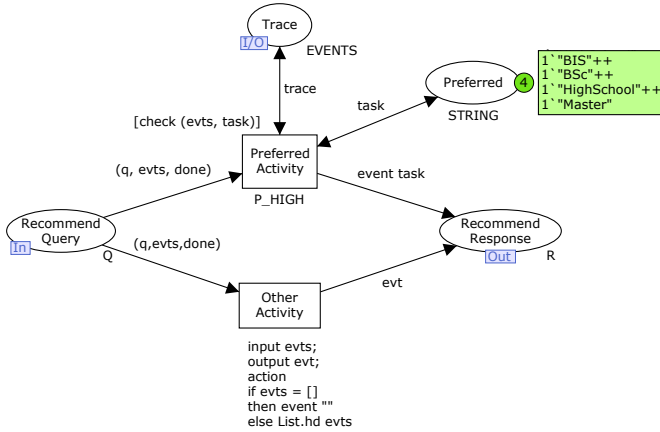 Trace
I/O
EVENTS
trace
Preferred
4
1`"BIS"++
1`"BSc"++
1`"HighSchool"++
1`"Master"
STRING
task
[check (evts, task)]
Preferred
Activity
P_HIGH
(q, evts, done)
event task
Recommend
Query
In
Q
(q,evts,done)
Recommend
Response
Out
R
evt
Other
Activity
input evts;
output evt;
action
if evts = []
then event ""
else List.hd evts